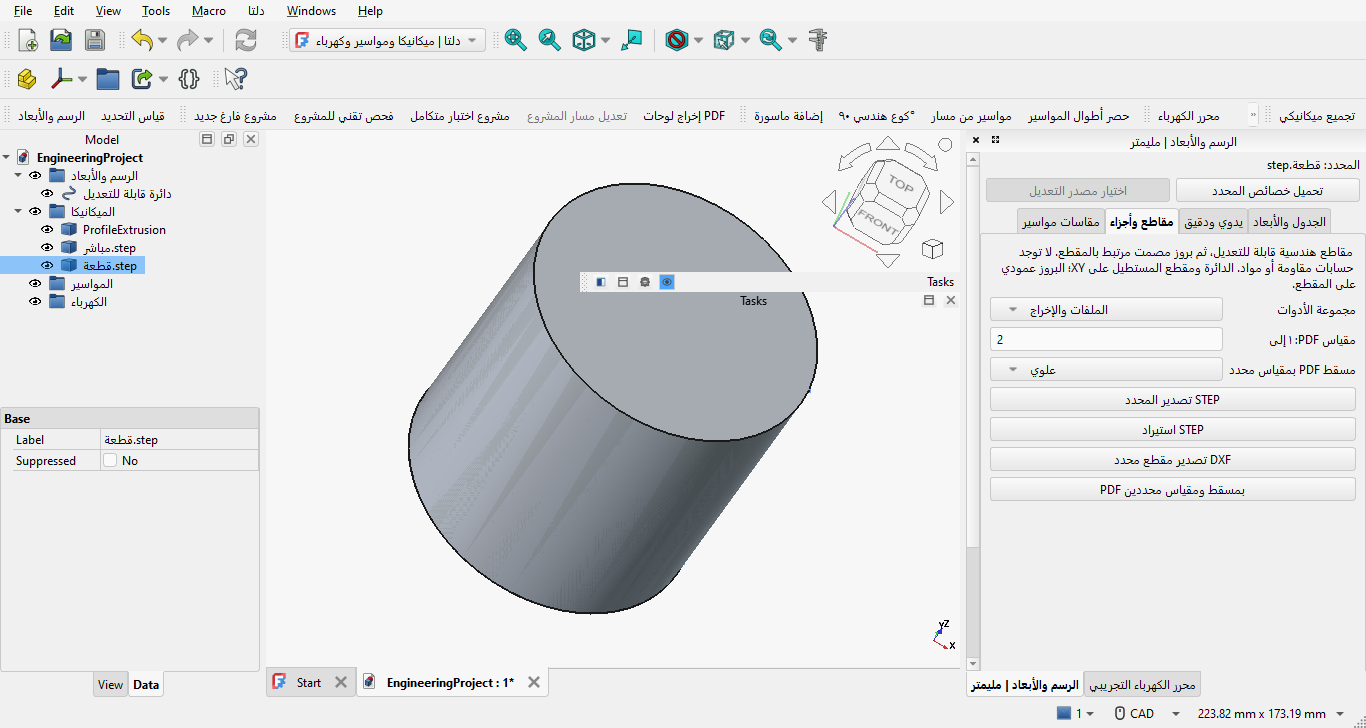 File Edit View Tools Macro دلتا Windows Help
دلتا | ميكانيكا ومواسير وكهرباء
الرسم والأبعاد قياس التحديد مشروع فارغ جديد فحص تقني للمشروع مشروع اختبار متكامل تعديل مسار المشروع PDF إخراج لوحات إضافة ماسورة كوع هندسي ٩٠° مواسير من مسار حصر أطوال المواسير محرر الكهرباء » تجميع ميكانيكي
Model
EngineeringProject
الرسم والأبعاد
دائرة قابلة للتعديل
الميكانيكا
ProfileExtrusion
مباشر.step
قطعة.step
المواسير
الكهرباء
Base
Label قطعة.step
Suppressed No
View Data
TOP
FRONT
Tasks
Tasks
Z
Y
X
Start EngineeringProject : 1*
الرسم والأبعاد | مليمتر
المحدد: قطعة.step
تحميل خصائص المحدد اختيار مصدر التعديل
الجدول والأبعاد يدوي ودقيق مقاطع وأجزاء مقاسات مواسير
مقاطع هندسية قابلة للتعديل، ثم بروز مصمت مرتبط بالمقطع. لا توجد
حسابات مقاومة أو مواد. الدائرة ومقطع المستطيل على XY؛ البروز عمودي
على المقطع.
مجموعة الأدوات الملفات والإخراج
مقياس PDF:١إلى 2
مسقط PDF بمقياس محدد علوي
STEP تصدير المحدد
STEP استيراد
DXF تصدير مقطع محدد
بمسقط ومقياس محددين PDF
الرسم والأبعاد | مليمتر محرر الكهرباء التجريبي
1 CAD 223.82 mm x 173.19 mm